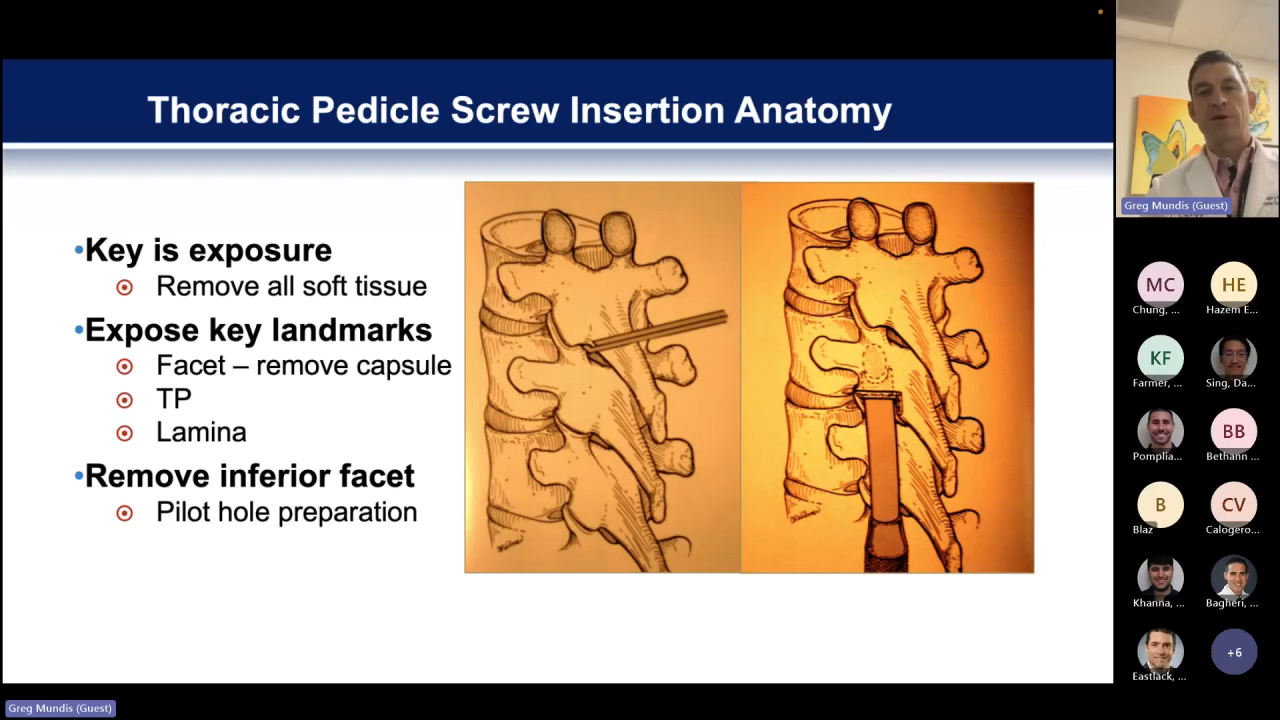 Thoracic Pedicle Screw Insertion Anatomy
•Key is exposure
Remove all soft tissue
•Expose key landmarks
Facet – remove capsule
TP
Lamina
•Remove inferior facet
Pilot hole preparation
Greg Mundis (Guest)
MC
HE
Chung, ...
Hazem E...
KF
Farmer, ...
Sing, Da...
BB
Pomplia...
Bethann ...
B
CV
Blaz
Calogero...
Khanna, ...
Bagheri, ...
+6
Eastlack, ...
Greg Mundis (Guest)